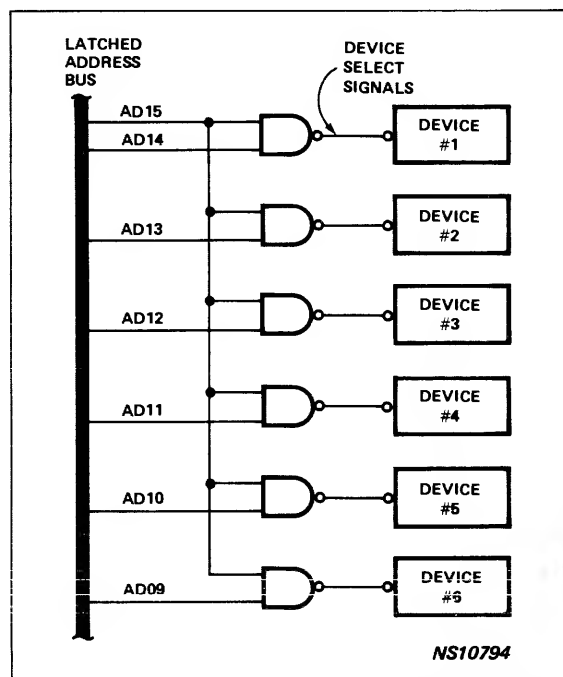 LATCHED
ADDRESS
BUS
DEVICE
SELECT
SIGNALS
AD15
AD14
DEVICE
#1
AD13
DEVICE
#2
AD12
DEVICE
#3
AD11
DEVICE
#4
AD10
DEVICE
#5
AD09
DEVICE
#6
NS10794